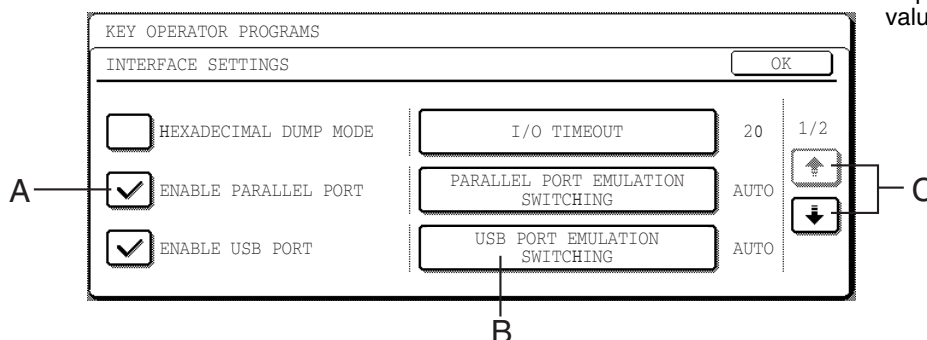 valu
KEY OPERATOR PROGRAMS
INTERFACE SETTINGS
OK
HEXADECIMAL DUMP MODE
I/O TIMEOUT
20
1/2
A
ENABLE PARALLEL PORT
PARALLEL PORT EMULATION
SWITCHING
AUTO
C
ENABLE USB PORT
USB PORT EMULATION
SWITCHING
AUTO
B